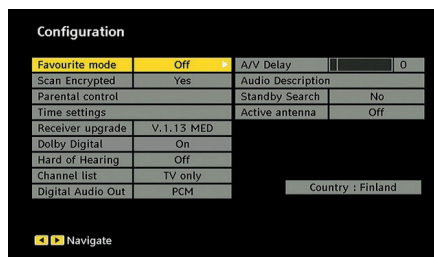 Configuration
Favourite mode Off
Scan Encrypted Yes
Parental control
Time settings
Receiver upgrade V.1.13 MED
Dolby Digital On
Hard of Hearing Off
Channel list TV only
Digital Audio Out PCM
A/V Delay 0
Audio Description
Standby Search No
Active antenna Off
Country : Finland
Navigate